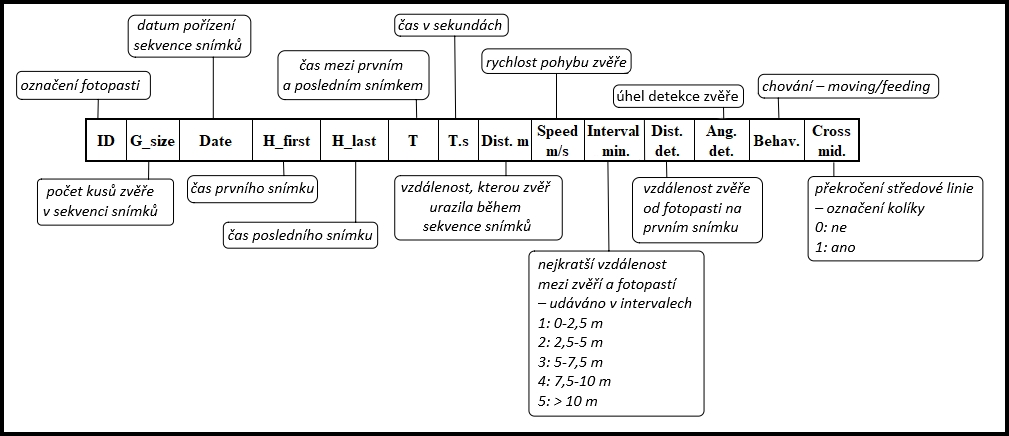 datum pořízení
sekvence snímků
čas v sekundách
čas mezi prvním
a posledním snímkem
rychlost pohybu zvěře
označení fotopasti
úhel detekce zvěře
chování – moving/feeding
ID G_size Date H_first H_last T T.s Dist. m Speed m/s Interval min. Dist. det. Ang. det. Behav. Cross mid.
počet kusů zvěře
v sekvenci snímků
čas prvního snímku
čas posledního snímku
vzdálenost, kterou zvěř
urazila během
sekvence snímků
nejkratší vzdálenost
mezi zvěří a fotopastí
– udáváno v intervalech
1: 0-2,5 m
2: 2,5-5 m
3: 5-7,5 m
4: 7,5-10 m
5: > 10 m
vzdálenost zvěře
od fotopasti na
prvním snímku
překročení středové linie
– označení kolíky
0: ne
1: ano